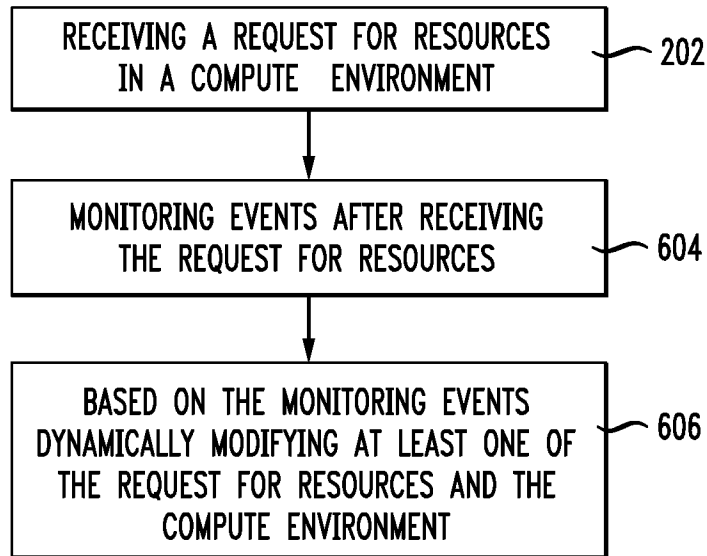 RECEIVING A REQUEST FOR RESOURCES
IN A COMPUTE ENVIRONMENT
202
MONITORING EVENTS AFTER RECEIVING
THE REQUEST FOR RESOURCES
604
BASED ON THE MONITORING EVENTS
DYNAMICALLY MODIFYING AT LEAST ONE OF
THE REQUEST FOR RESOURCES AND THE
COMPUTE ENVIRONMENT
606